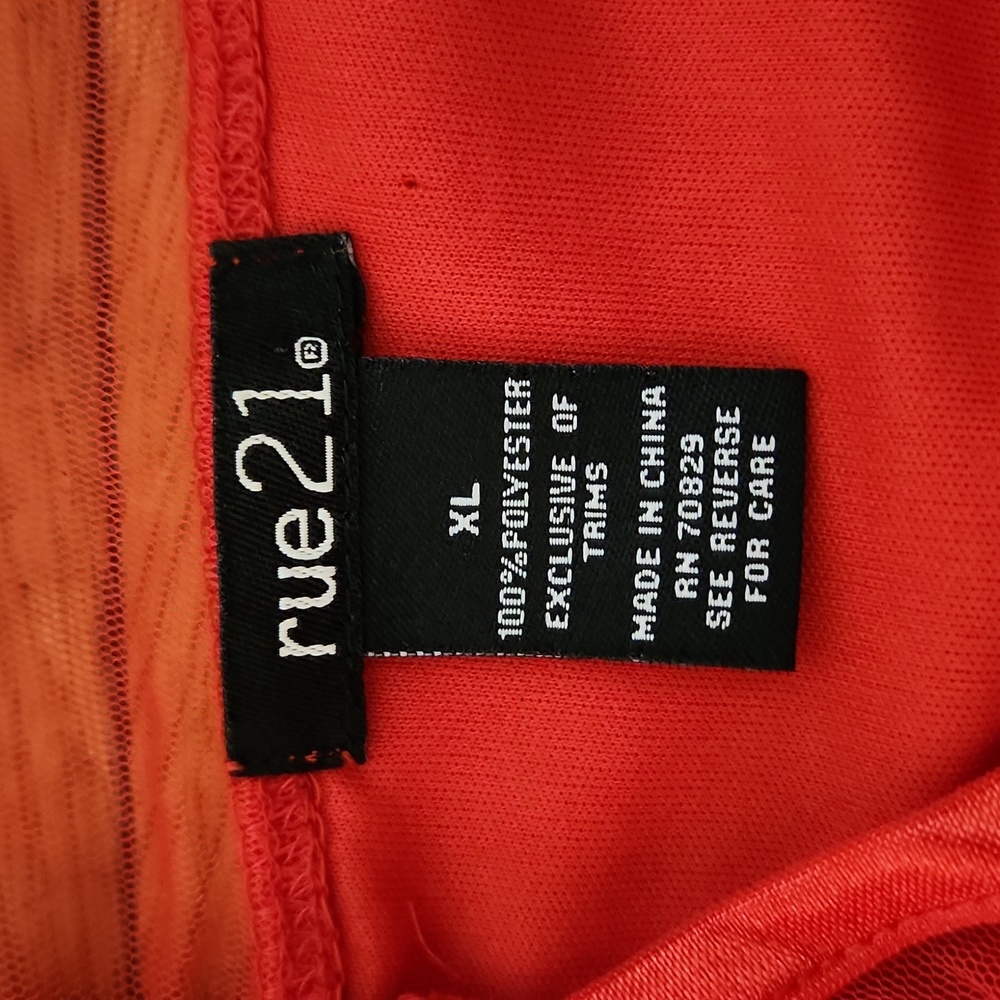 rue21®
XL
100%POLYESTER
EXCLUSIVE OF
TRIMS
MADE IN CHINA
RN 70829
SEE REVERSE
FOR CARE